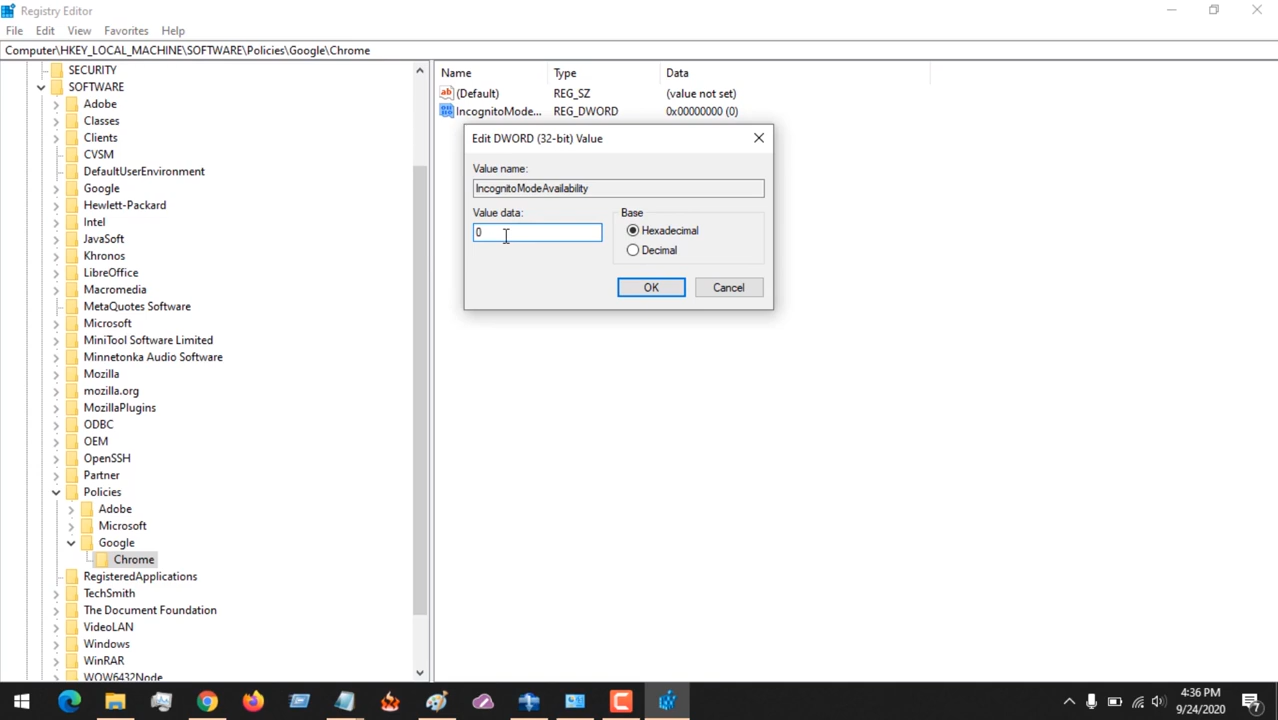 Registry Editor
File Edit View Favorites Help
Computer\HKEY_LOCAL_MACHINE\SOFTWARE\Policies\Google\Chrome
SECURITY
SOFTWARE
Adobe
Classes
Clients
CVSM
DefaultUserEnvironment
Google
Hewlett-Packard
Intel
JavaSoft
Khronos
LibreOffice
Macromedia
MetaQuotes Software
Microsoft
MiniTool Software Limited
Minnetonka Audio Software
Mozilla
mozilla.org
MozillaPlugins
ODBC
OEM
OpenSSH
Partner
Policies
Adobe
Microsoft
Google
Chrome
RegisteredApplications
TechSmith
The Document Foundation
VideoLAN
Windows
WinRAR
WOW6432Node
Name Type Data
ab (Default) REG_SZ (value not set)
IncognitoMode... REG_DWORD 0x00000000 (0)
Edit DWORD (32-bit) Value
Value name:
IncognitoModeAvailability
Value data:
0
Base
Hexadecimal
Decimal
OK Cancel
4:36 PM
9/24/2020
7